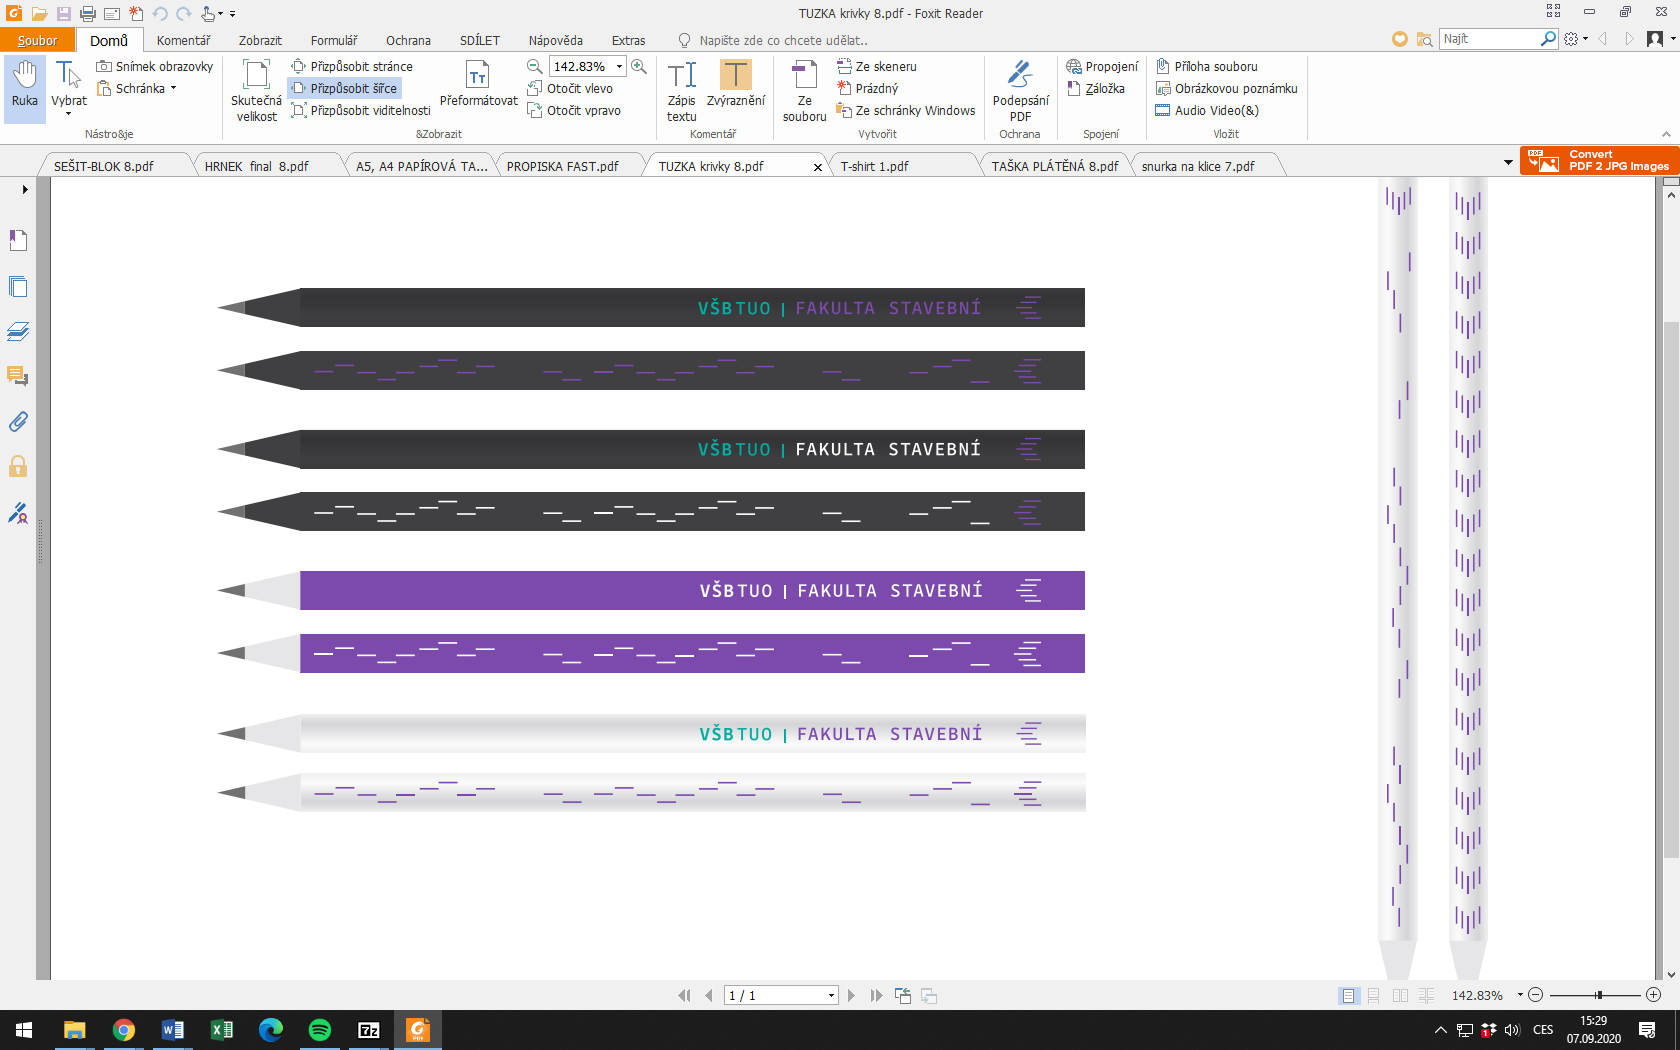 TUZKA krivky 8.pdf - Foxit Reader
Soubor Domů Komentář Zobrazit Formulář Ochrana SDÍLET Nápověda Extras Napište zde co chcete udělat.. Najít
Ruka
Vybrat
Snímek obrazovky
Schránka
Nástro&je
Skutečná
velikost
Přizpůsobit stránce
Přizpůsobit šířce
Přizpůsobit viditelnosti
Přeformátovat
142.83%
Otočit vlevo
Otočit vpravo
&Zobrazit
Zápis
textu
Zvýraznění
Komentář
Ze
souboru
Ze skeneru
Prázdný
Ze schránky Windows
Vytvořit
Podepsání
PDF
Ochrana
Propojení
Záložka
Spojení
Příloha souboru
Obrázkovou poznámku
Audio Video(&)
Vložit
SEŠIT-BLOK 8.pdf HRNEK final 8.pdf A5, A4 PAPÍROVÁ TA... PROPISKA FAST.pdf TUZKA krivky 8.pdf T-shirt 1.pdf TAŠKA PLÁTĚNÁ 8.pdf snurka na klice 7.pdf
Convert
PDF 2 JPG Images
VŠBTUO | FAKULTA STAVEBNÍ
VŠBTUO | FAKULTA STAVEBNÍ
VŠBTUO | FAKULTA STAVEBNÍ
VŠBTUO | FAKULTA STAVEBNÍ
1 / 1 142.83%
CES
15:29
07.09.2020